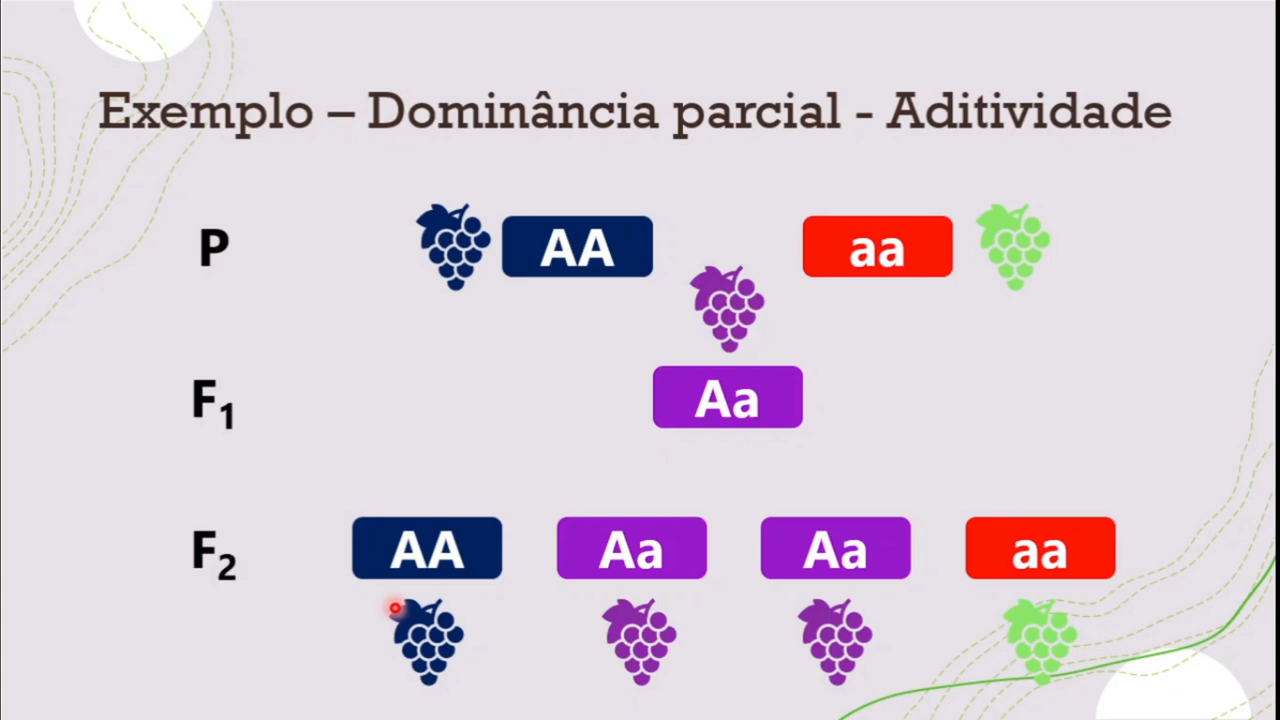 Exemplo – Dominância parcial - Aditividade
P AA aa
F₁ Aa
F₂ AA Aa Aa aa